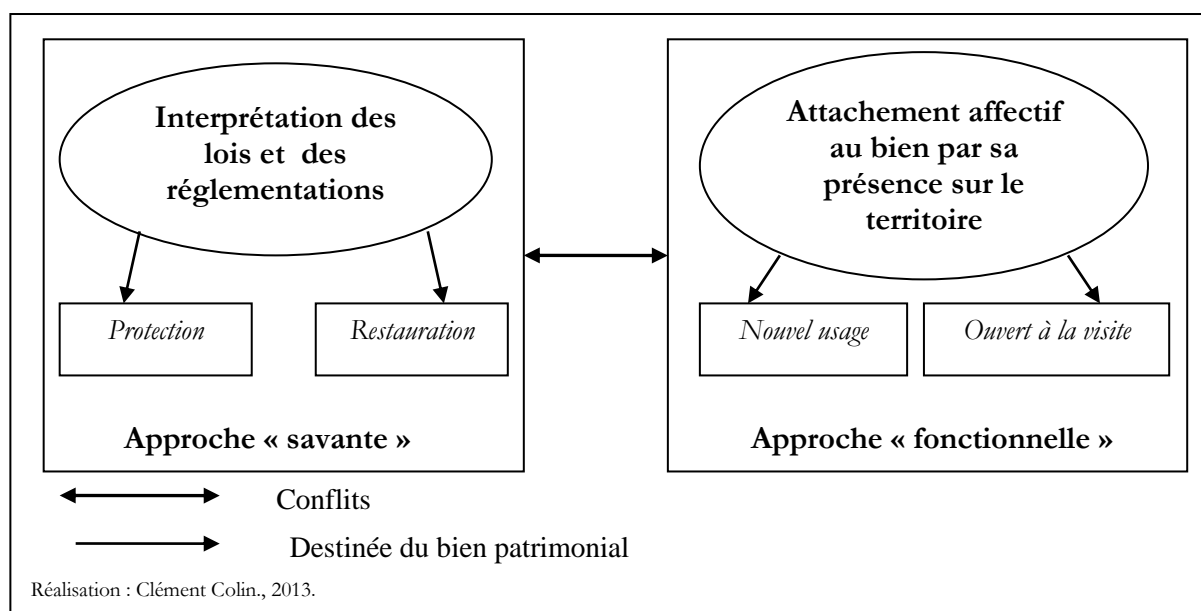 Interprétation des
lois et des
réglementations
Protection
Restauration
Approche « savante »
Attachement affectif
au bien par sa
présence sur le
territoire
Nouvel usage
Ouvert à la visite
Approche « fonctionnelle »
Conflits
Destinée du bien patrimonial
Réalisation : Clément Colin., 2013.